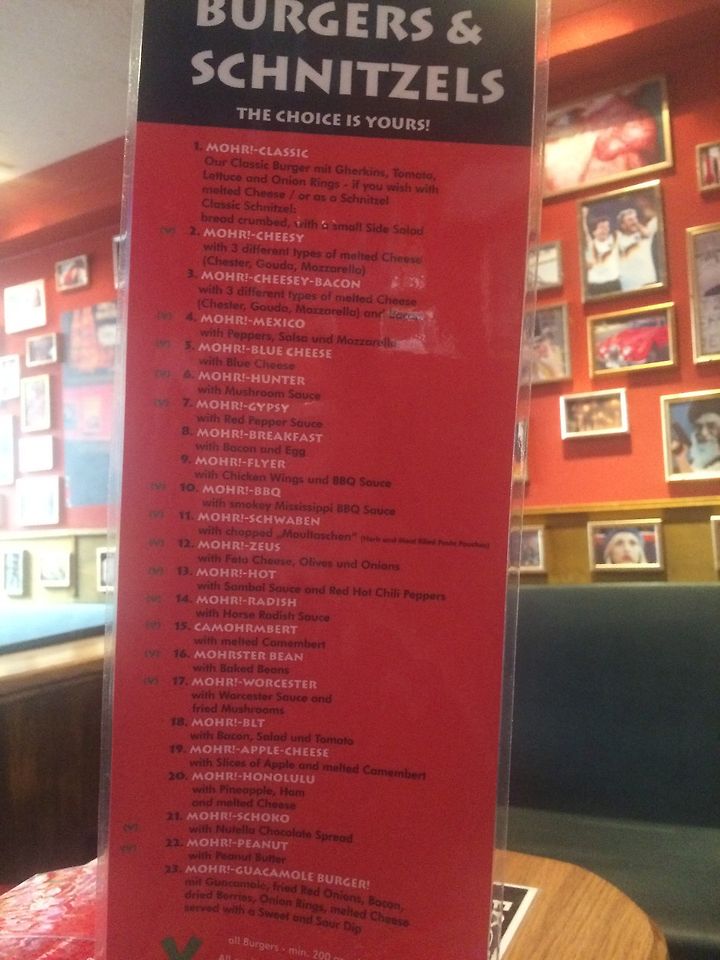 BURGERS &
SCHNITZELS
THE CHOICE IS YOURS!
1. MOHR!-CLASSIC
Our Classic Burger mit Gherkins, Tomato,
Lettuce and Onion Rings - if you wish with
melted Cheese / or as a Schnitzel
Classic Schnitzel:
bread crumbed, with a small Side Salad
(V) 2. MOHR!-CHEESY
with 3 different types of melted Cheese
(Chester, Gouda, Mozzarella)
3. MOHR!-CHEESEY-BACON
with 3 different types of melted Cheese
(Chester, Gouda, Mozzarella) and Bacon
(V) 4. MOHR!-MEXICO
with Peppers, Salsa und Mozzarella
(V) 5. MOHR!-BLUE CHEESE
with Blue Cheese
(V) 6. MOHR!-HUNTER
with Mushroom Sauce
(V) 7. MOHR!-GYPSY
with Red Pepper Sauce
8. MOHR!-BREAKFAST
with Bacon and Egg
9. MOHR!-FLYER
with Chicken Wings und BBQ Sauce
(V) 10. MOHR!-BBQ
with smokey Mississippi BBQ Sauce
(V) 11. MOHR!-SCHWABEN
with chopped „Maultaschen" (Herb and Meat filled Pasta Pouches)
(V) 12. MOHR!-ZEUS
with Feta Cheese, Olives und Onions
(V) 13. MOHR!-HOT
with Sambal Sauce and Red Hot Chili Peppers
(V) 14. MOHR!-RADISH
with Horse Radish Sauce
(V) 15. CAMOHRMBERT
with melted Camembert
(V) 16. MOHRSTER BEAN
with Baked Beans
(V) 17. MOHR!-WORCESTER
with Worcester Sauce and
fried Mushrooms
18. MOHR!-BLT
with Bacon, Salad und Tomato
19. MOHR!-APPLE-CHEESE
with Slices of Apple and melted Camembert
20. MOHR!-HONOLULU
with Pineapple, Ham
and melted Cheese
21. MOHR!-SCHOKO
(V) with Nutella Chocolate Spread
(V) 22. MOHR!-PEANUT
with Peanut Butter
23. MOHR!-GUACAMOLE BURGER!
mit Guacamole, fried Red Onions, Bacon,
dried Berries, Onion Rings, melted Cheese
served with a Sweet and Sour Dip
all Burgers - min. 200